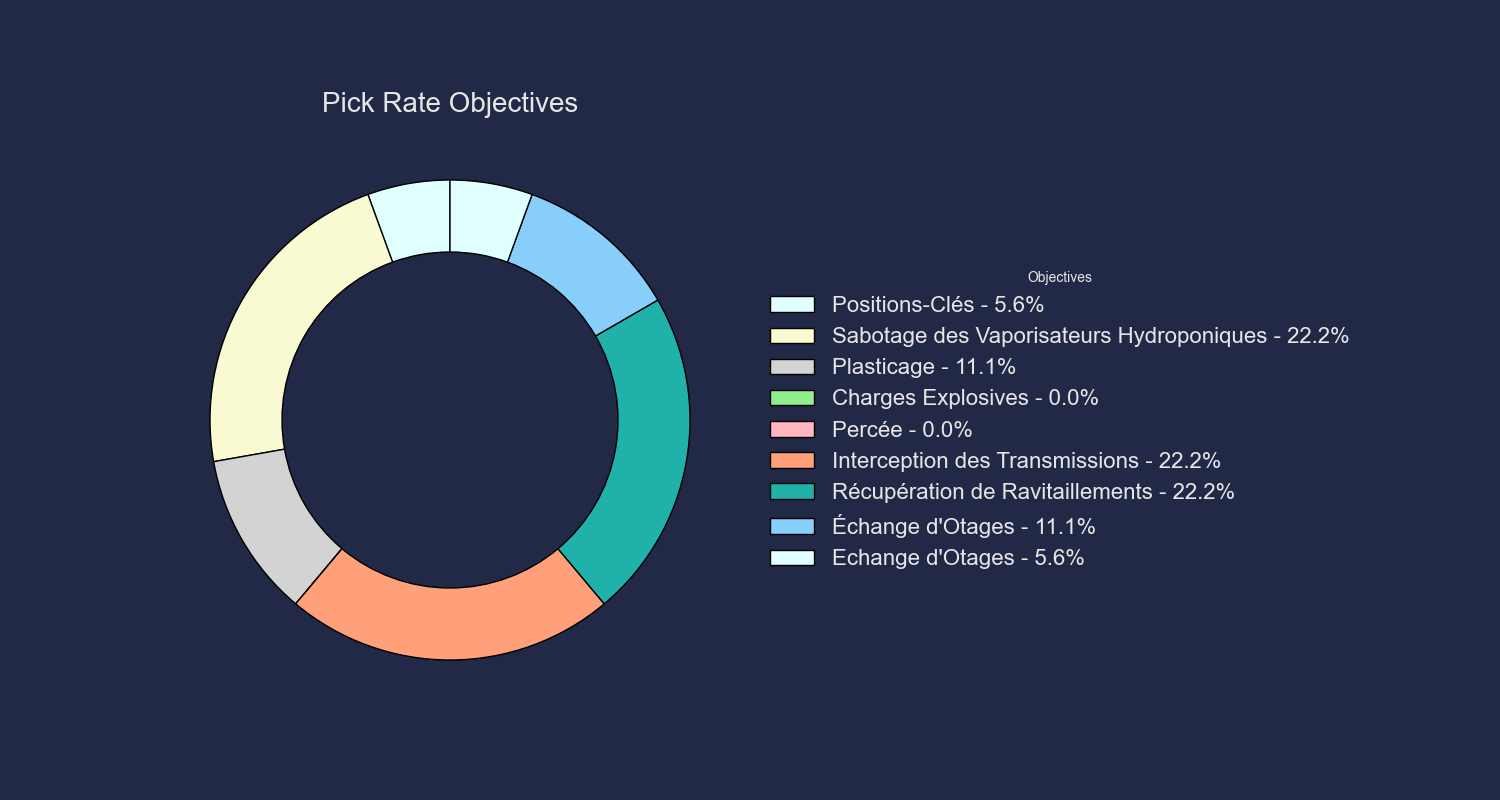 Pick Rate Objectives
Objectives
Positions-Clés - 5.6%
Sabotage des Vaporisateurs Hydroponiques - 22.2%
Plasticage - 11.1%
Charges Explosives - 0.0%
Percée - 0.0%
Interception des Transmissions - 22.2%
Récupération de Ravitaillements - 22.2%
Échange d'Otages - 11.1%
Echange d'Otages - 5.6%